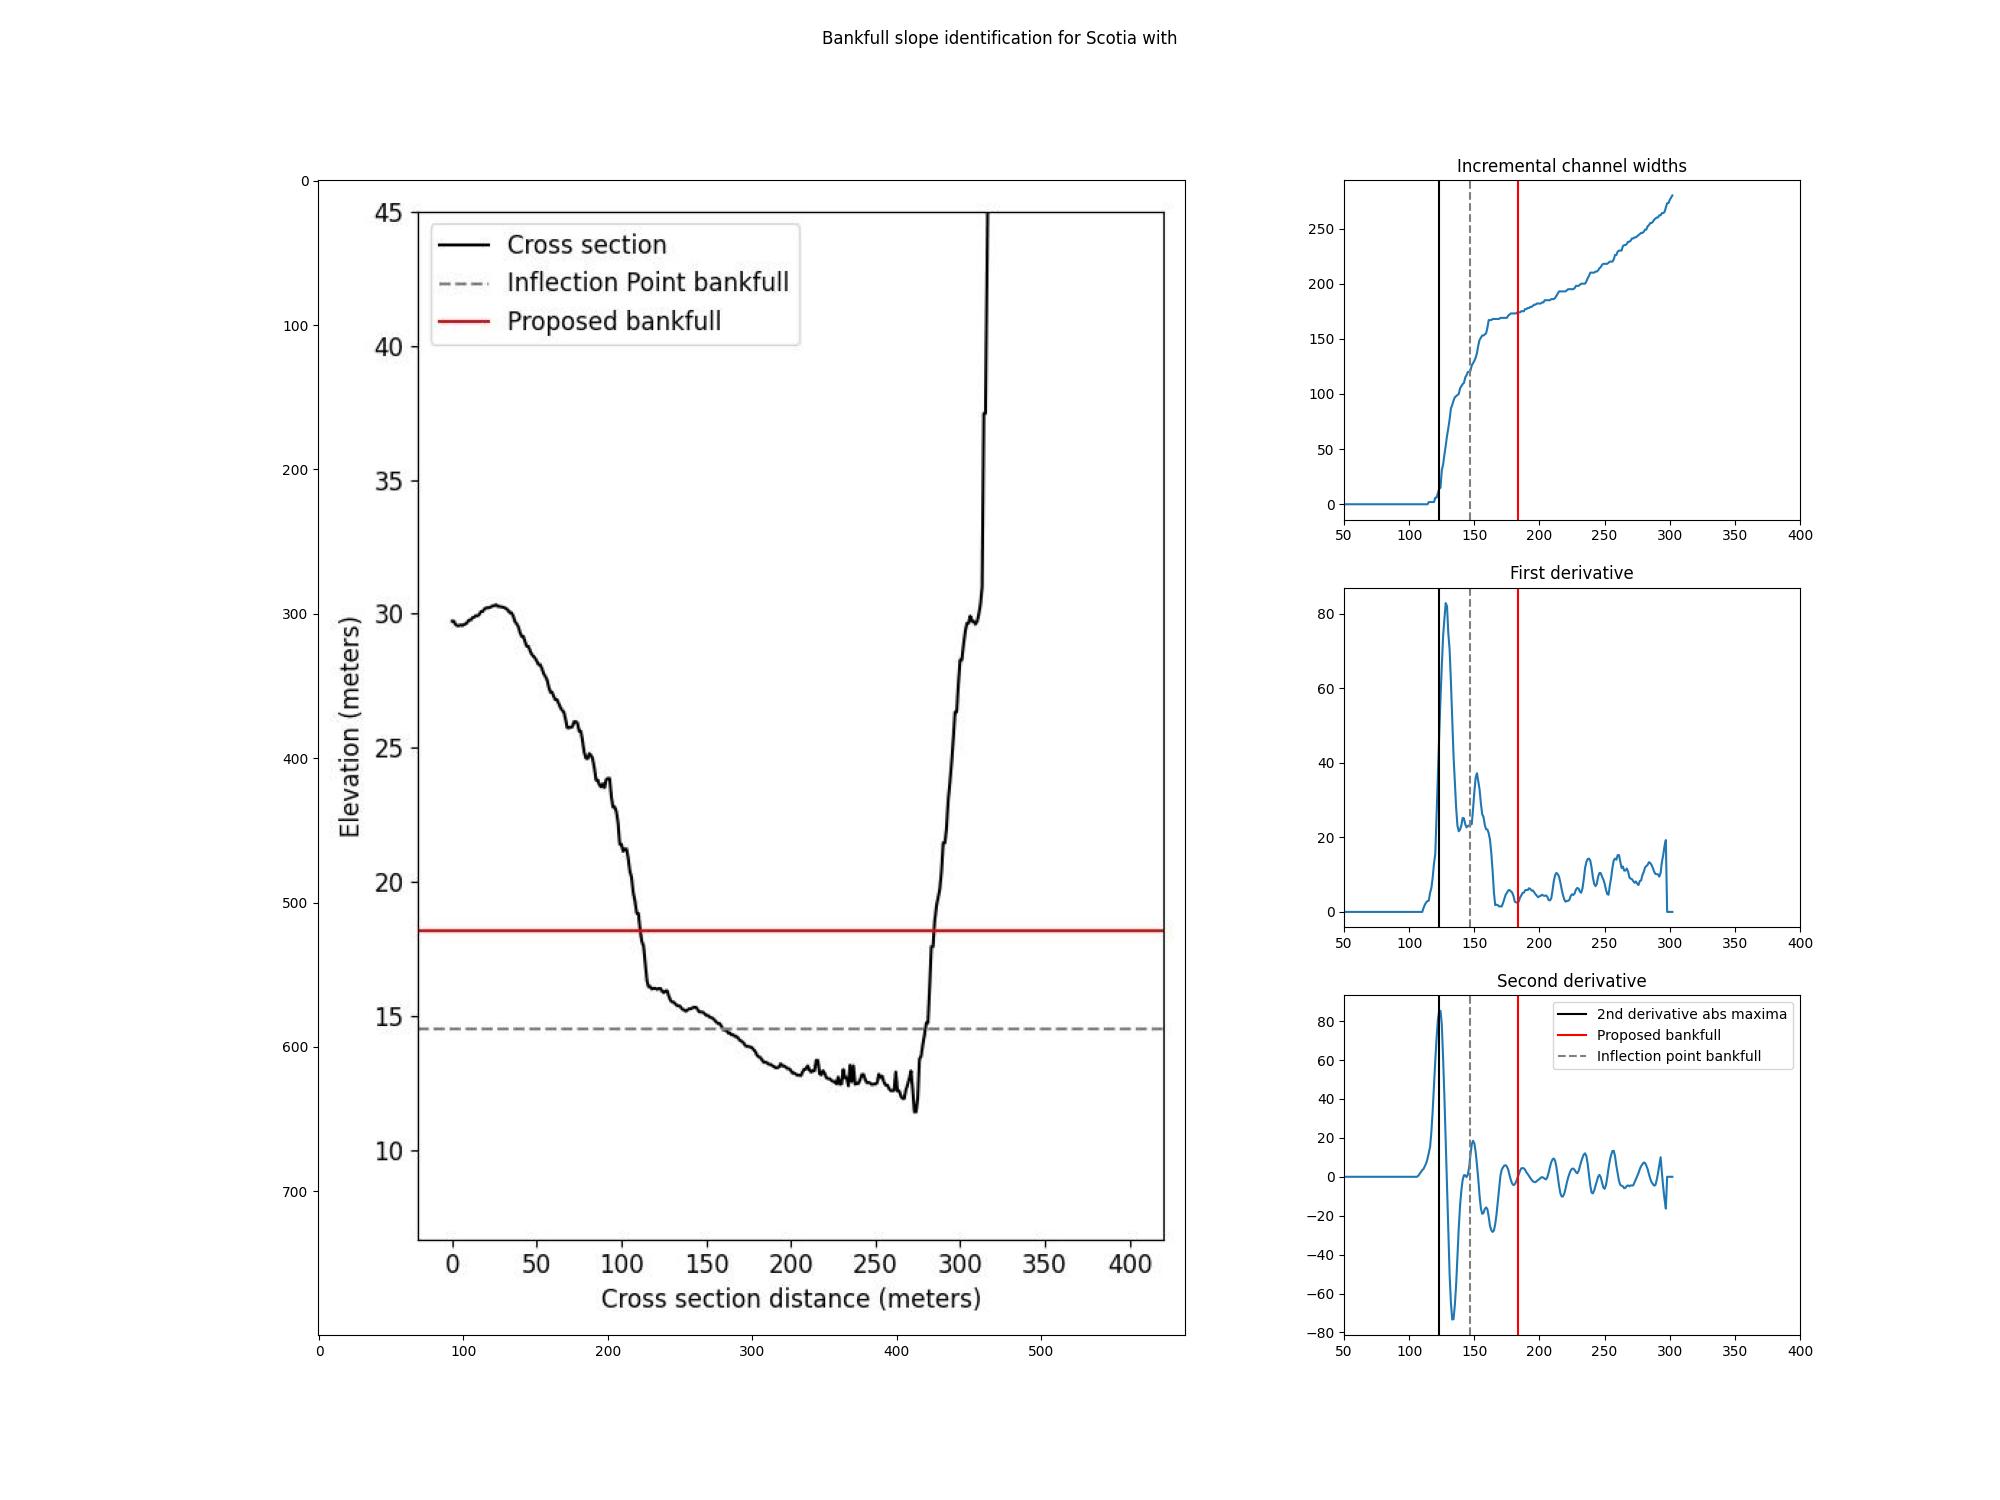 Bankfull slope identification for Scotia with
0
100
200
300
400
500
600
700
0
100
200
300
400
500
45
40
35
30
25
20
15
10
Elevation (meters)
Cross section
Inflection Point bankfull
Proposed bankfull
0 50 100 150 200 250 300 350 400
Cross section distance (meters)
Incremental channel widths
250
200
150
100
50
0
50 100 150 200 250 300 350 400
First derivative
80
60
40
20
0
50 100 150 200 250 300 350 400
Second derivative
80
60
40
20
0
−20
−40
−60
−80
2nd derivative abs maxima
Proposed bankfull
Inflection point bankfull
50 100 150 200 250 300 350 400